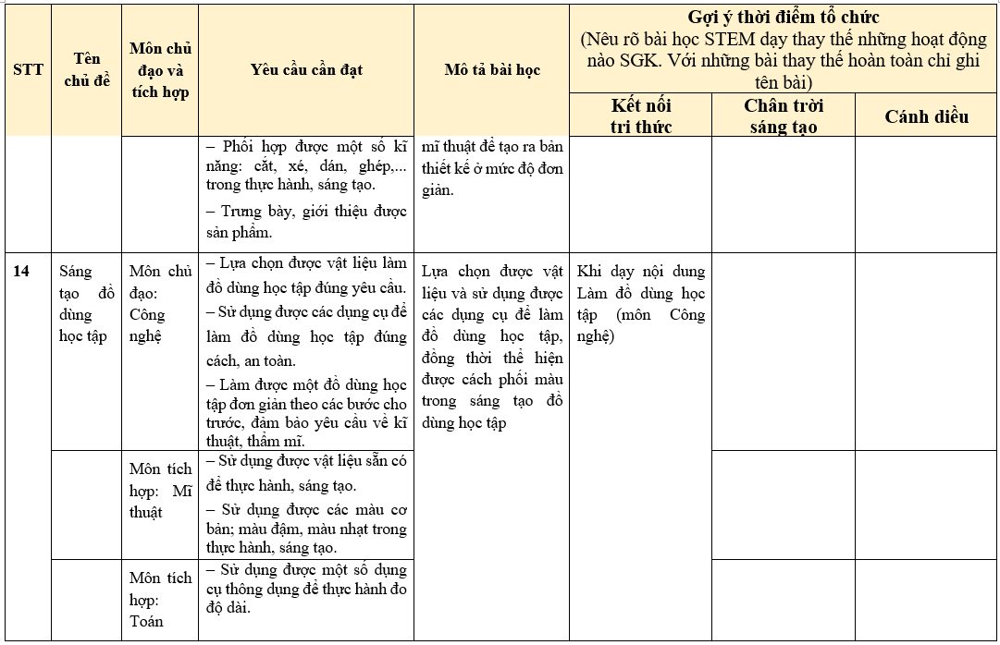 STT
Tên
chủ đề
Môn chủ
đạo và
tích hợp
Yêu cầu cần đạt
Mô tả bài học
Gợi ý thời điểm tổ chức
(Nêu rõ bài học STEM dạy thay thế những hoạt động
nào SGK. Với những bài thay thế hoàn toàn chỉ ghi
tên bài)
Kết nối
tri thức
Chân trời
sáng tạo
Cánh diều
– Phối hợp được một số kĩ
năng: cắt, xé, dán, ghép,...
trong thực hành, sáng tạo.
– Trưng bày, giới thiệu được
sản phẩm.
mĩ thuật để tạo ra bản
thiết kế ở mức độ đơn
giản.
14
Sáng
tạo đồ
dùng
học tập
Môn chủ
đạo:
Công
nghệ
– Lựa chọn được vật liệu làm
đồ dùng học tập đúng yêu cầu.
– Sử dụng được các dụng cụ để
làm đồ dùng học tập đúng
cách, an toàn.
– Làm được một đồ dùng học
tập đơn giản theo các bước cho
trước, đảm bảo yêu cầu về kĩ
thuật, thẩm mĩ.
Lựa chọn được vật
liệu và sử dụng được
các dụng cụ để làm
đồ dùng học tập,
đồng thời thể hiện
được cách phối màu
trong sáng tạo đồ
dùng học tập
Khi dạy nội dung
Làm đồ dùng học
tập (môn Công
nghệ)
Môn tích
hợp: Mĩ
thuật
– Sử dụng được vật liệu sẵn có
để thực hành, sáng tạo.
– Sử dụng được các màu cơ
bản; màu đậm, màu nhạt trong
thực hành, sáng tạo.
Môn tích
hợp:
Toán
– Sử dụng được một số dụng
cụ thông dụng để thực hành đo
độ dài.